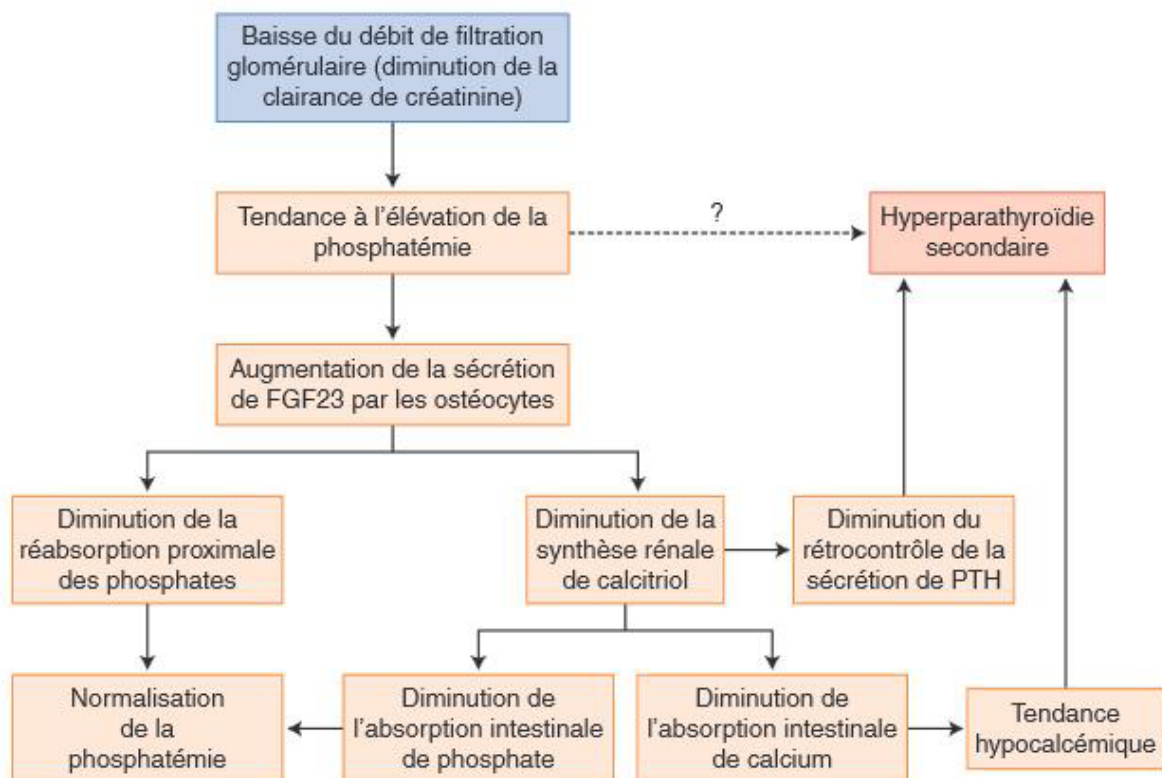 Baisse du débit de filtration
glomérulaire (diminution de la
clairance de créatinine)
Tendance à l'élévation de la
phosphatémie
?
Hyperparathyroïdie
secondaire
Augmentation de la sécrétion
de FGF23 par les ostéocytes
Diminution de la
réabsorption proximale
des phosphates
Diminution de la
synthèse rénale
de calcitriol
Diminution du
rétrocontrôle de la
sécrétion de PTH
Normalisation
de la
phosphatémie
Diminution de
l'absorption intestinale
de phosphate
Diminution de
l'absorption intestinale
de calcium
Tendance
hypocalcémique